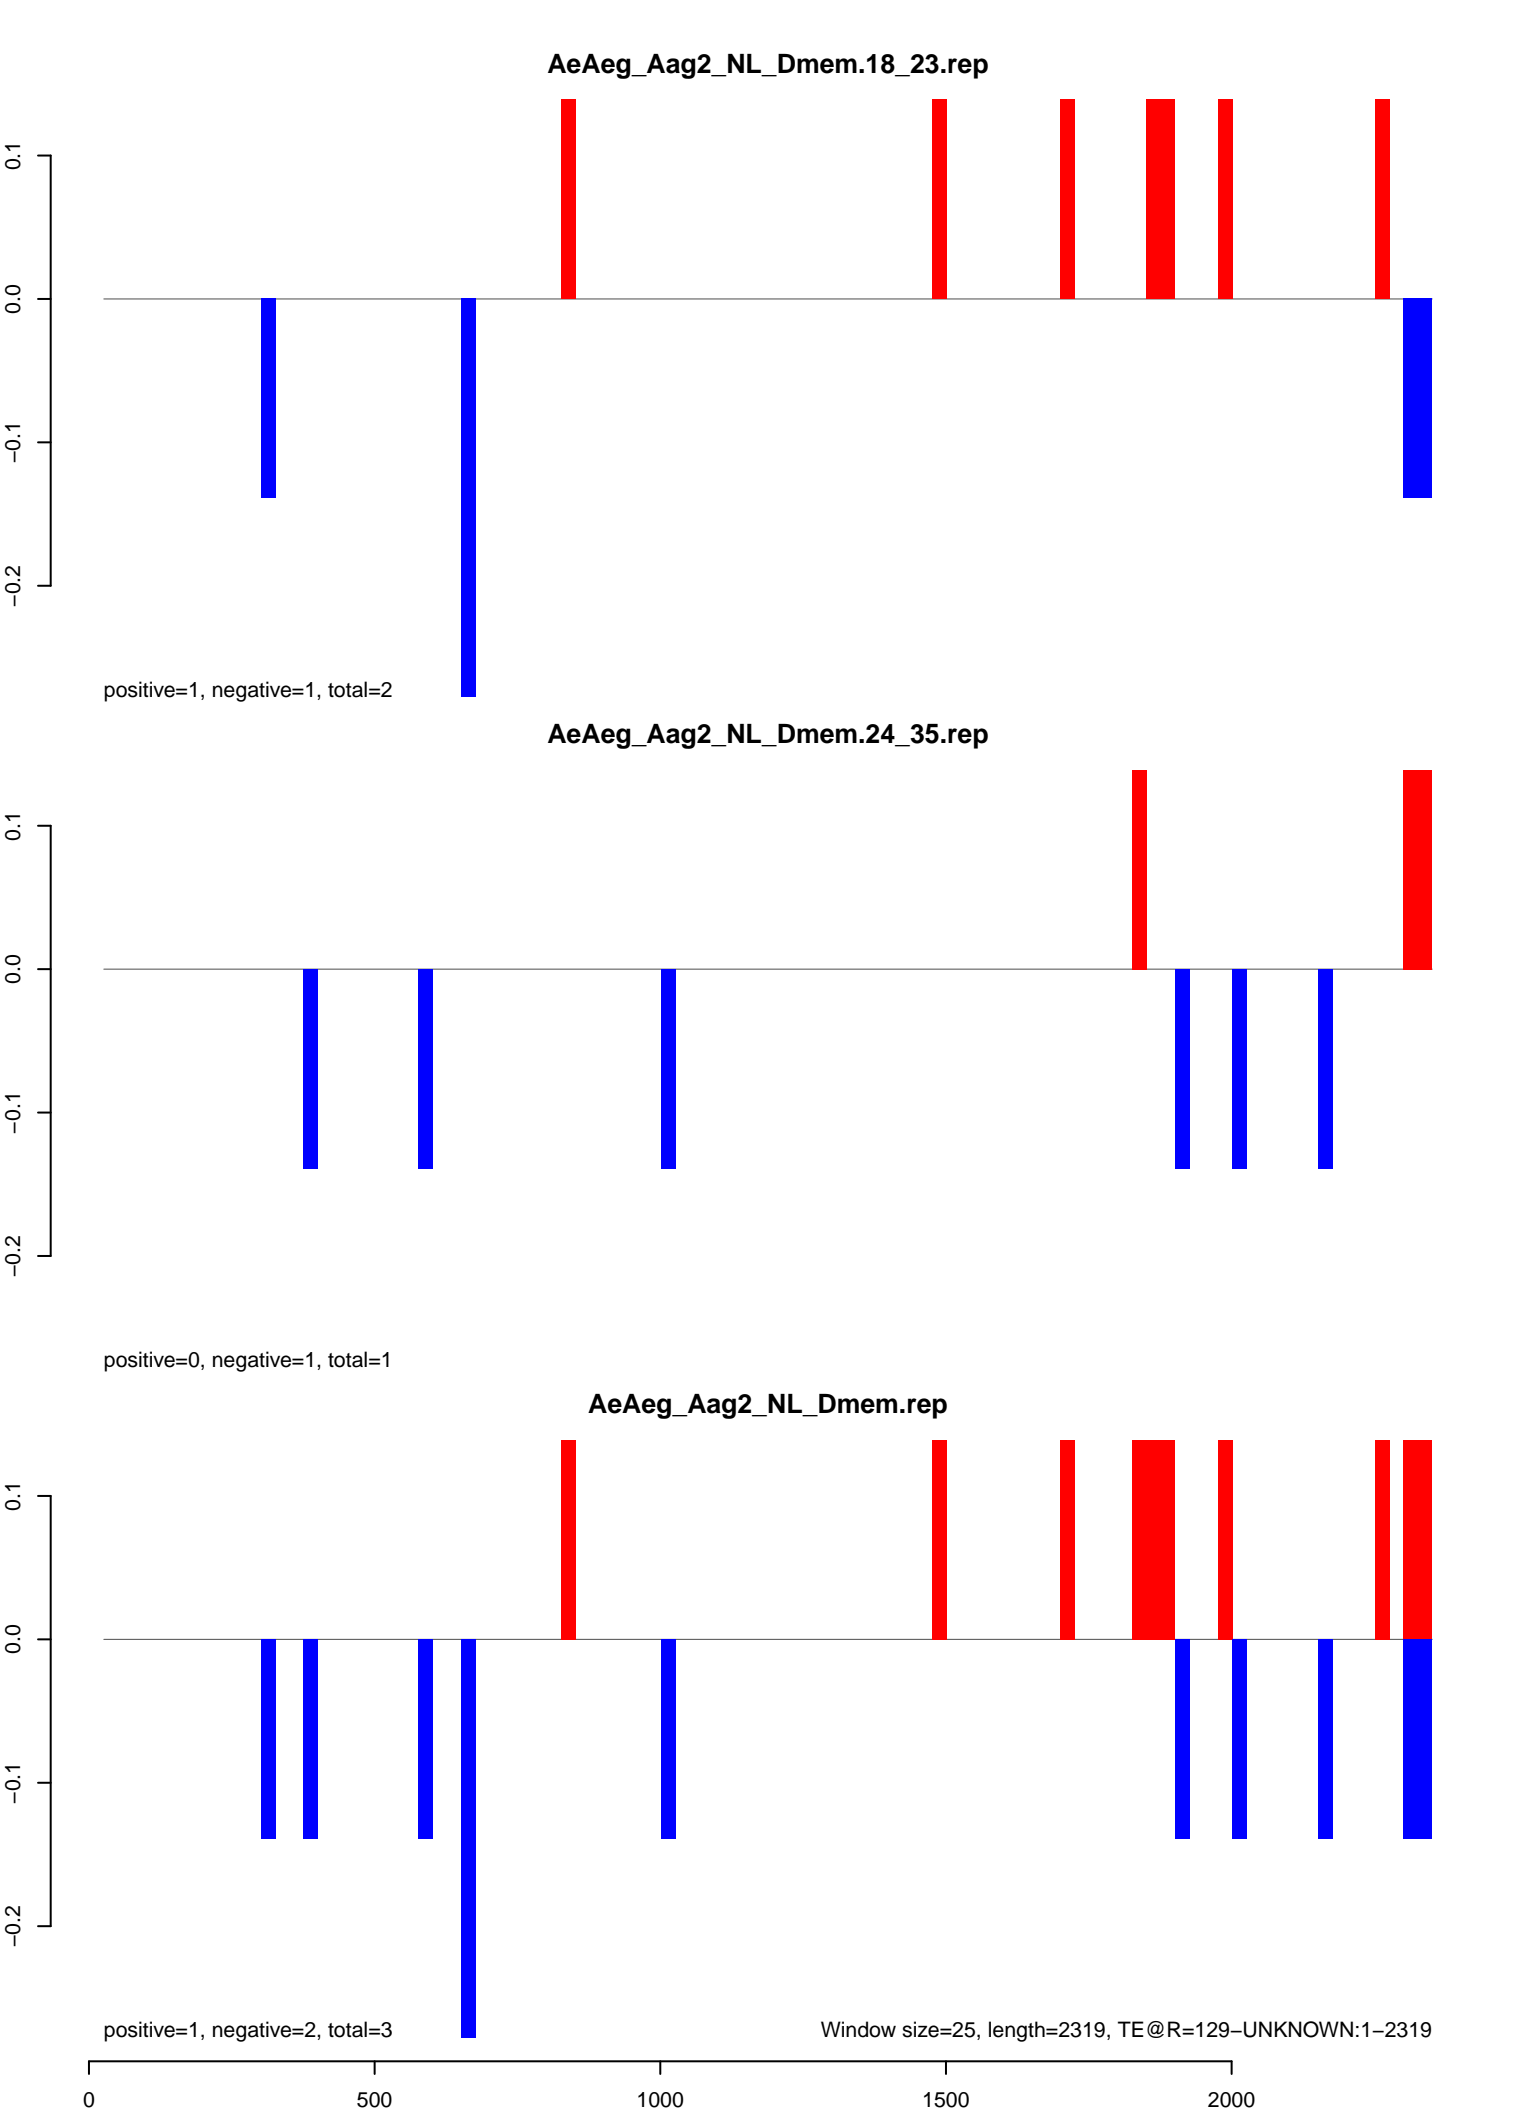 AeAeg_Aag2_NL_Dmem.18_23.rep
0.1
0.0
−0.1
−0.2
positive=1, negative=1, total=2
AeAeg_Aag2_NL_Dmem.24_35.rep
0.1
0.0
−0.1
−0.2
positive=0, negative=1, total=1
AeAeg_Aag2_NL_Dmem.rep
0.1
0.0
−0.1
−0.2
positive=1, negative=2, total=3
Window size=25, length=2319, TE@R=129−UNKNOWN:1−2319
0 500 1000 1500 2000